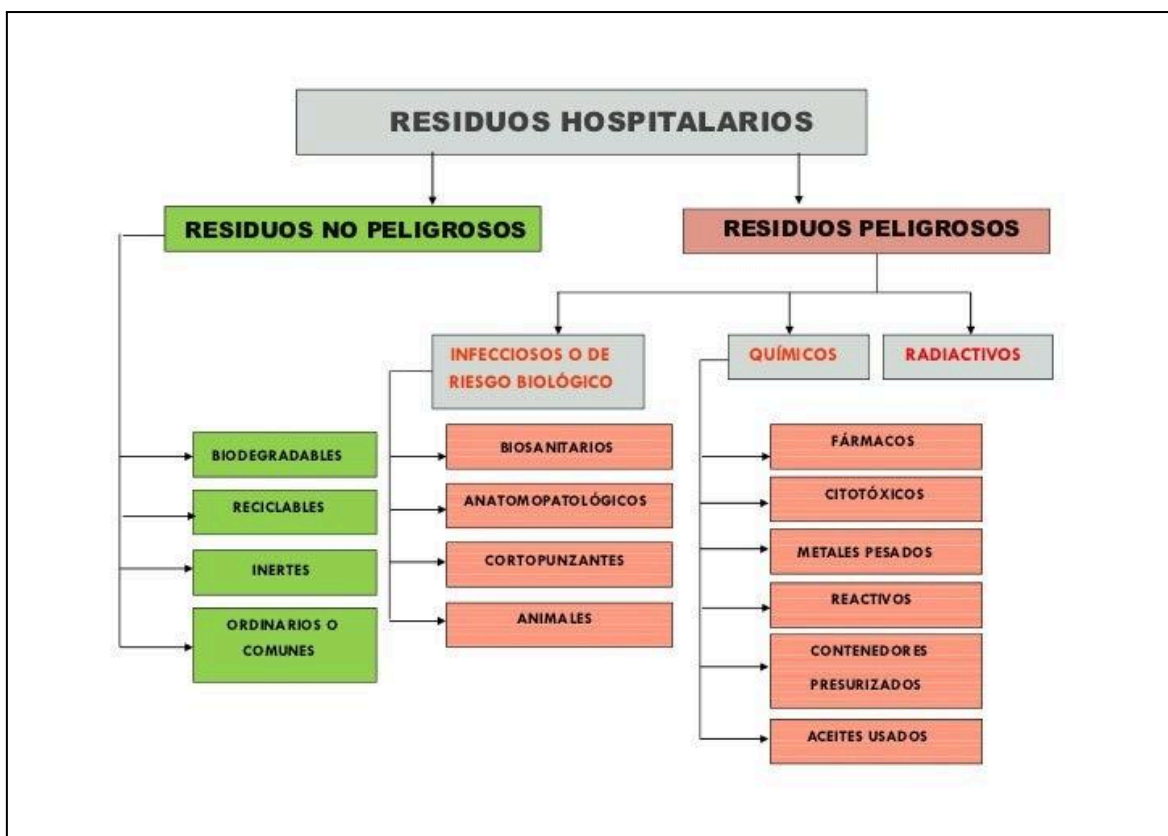 RESIDUOS HOSPITALARIOS
RESIDUOS NO PELIGROSOS
RESIDUOS PELIGROSOS
INFECCIOSOS O DE
RIESGO BIOLÓGICO
QUÍMICOS
RADIACTIVOS
BIODEGRADABLES
RECICLABLES
INERTES
ORDINARIOS O
COMUNES
BIOSANITARIOS
ANATOMOPATOLÓGICOS
CORTOPUNZANTES
ANIMALES
FÁRMACOS
CITOTÓXICOS
METALES PESADOS
REACTIVOS
CONTENEDORES
PRESURIZADOS
ACEITES USADOS